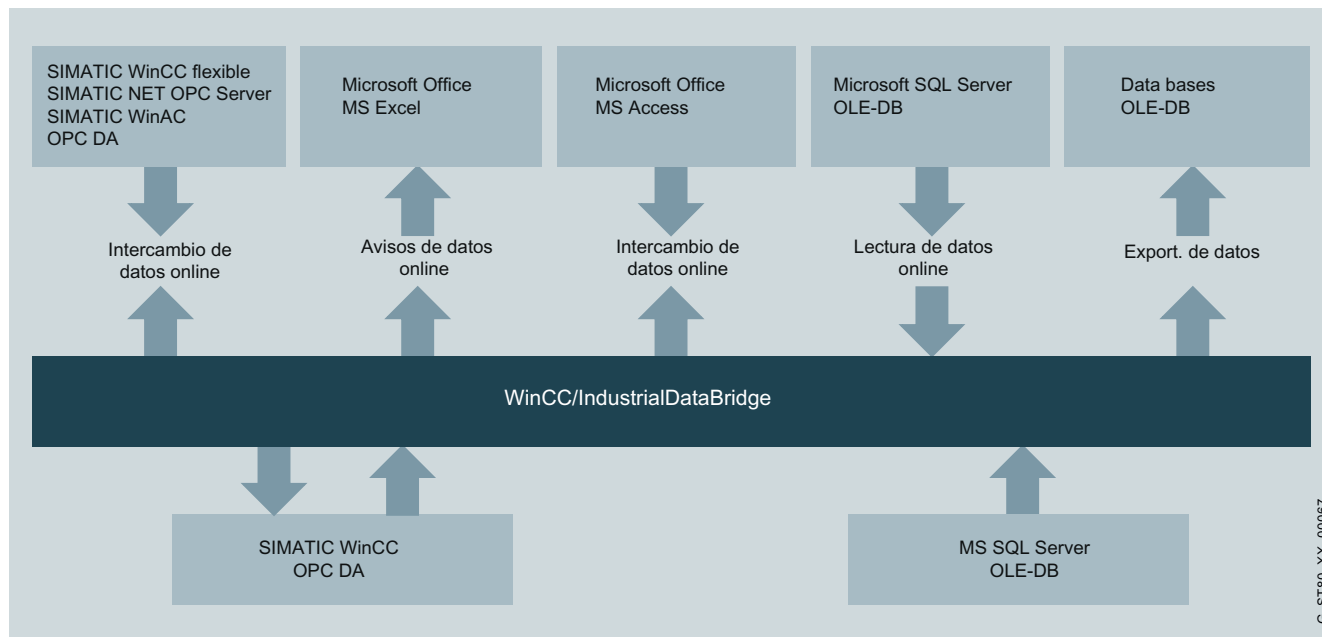 SIMATIC WinCC flexible
SIMATIC NET OPC Server
SIMATIC WinAC
OPC DA
Microsoft Office
MS Excel
Microsoft Office
MS Access
Microsoft SQL Server
OLE-DB
Data bases
OLE-DB
Intercambio de
datos online
Avisos de datos
online
Intercambio de
datos online
Lectura de datos
online
Export. de datos
WinCC/IndustrialDataBridge
SIMATIC WinCC
OPC DA
MS SQL Server
OLE-DB